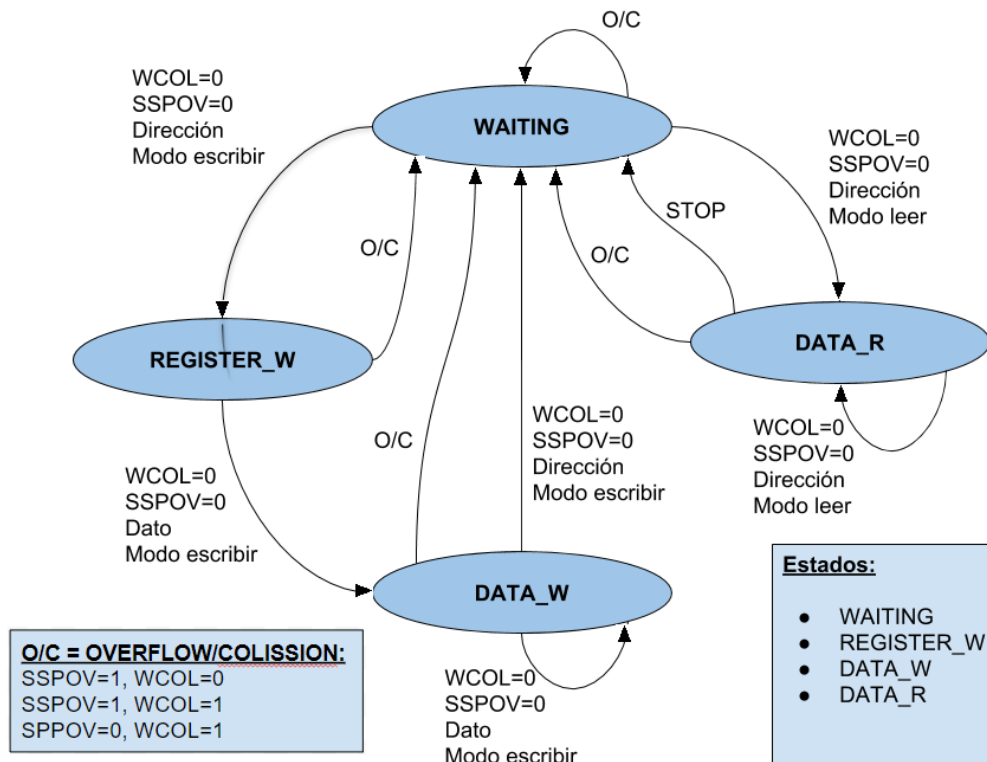 O/C
WCOL=0
SSPOV=0
Dirección
Modo escribir
WAITING
WCOL=0
SSPOV=0
Dirección
Modo leer
STOP
O/C
O/C
REGISTER_W
DATA_R
O/C
WCOL=0
SSPOV=0
Dirección
Modo escribir
WCOL=0
SSPOV=0
Dirección
Modo leer
WCOL=0
SSPOV=0
Dato
Modo escribir
DATA_W
WCOL=0
SSPOV=0
Dato
Modo escribir
O/C = OVERFLOW/COLISSION:
SSPOV=1, WCOL=0
SSPOV=1, WCOL=1
SPPOV=0, WCOL=1
Estados:
● WAITING
● REGISTER_W
● DATA_W
● DATA_R